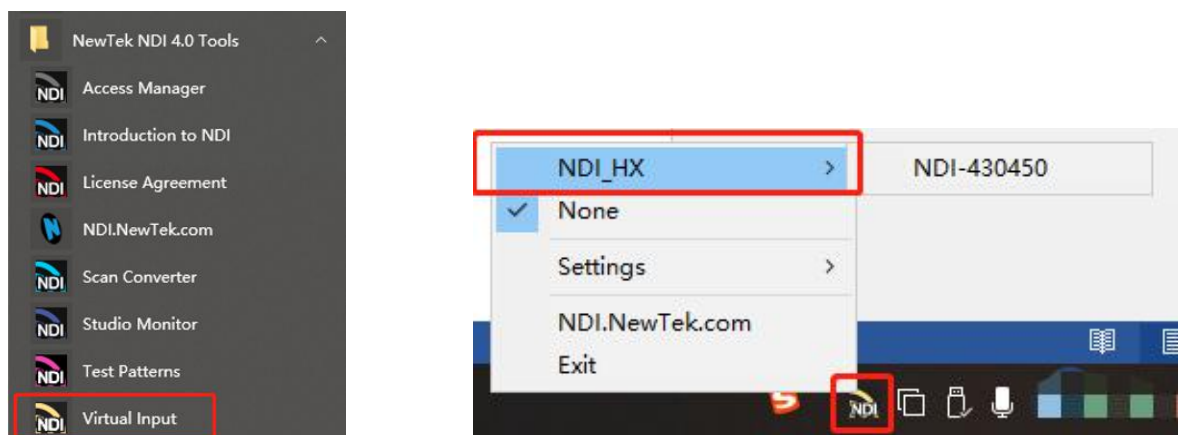 NewTek NDI 4.0 Tools
NDI Access Manager
NDI Introduction to NDI
NDI License Agreement
NDI.NewTek.com
NDI Scan Converter
NDI Studio Monitor
NDI Test Patterns
NDI Virtual Input
NDI_HX > NDI-430450
None
Settings >
NDI.NewTek.com
Exit
S NDI